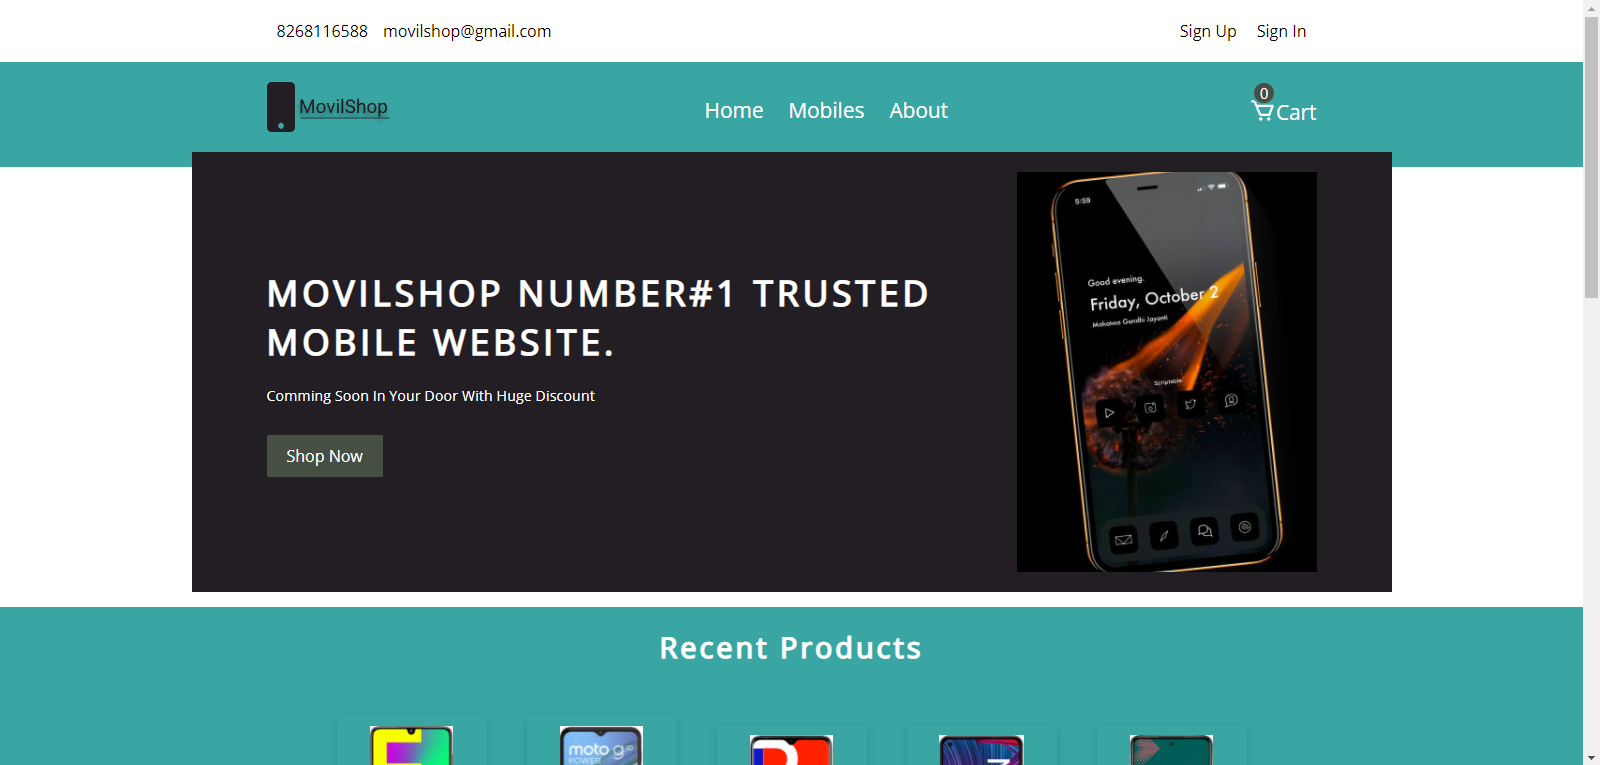 8268116588 movilshop@gmail.com Sign Up Sign In
MovilShop Home Mobiles About 0 Cart
MOVILSHOP NUMBER#1 TRUSTED
MOBILE WEBSITE.
Comming Soon In Your Door With Huge Discount
Shop Now
5:59
Good evening.
Friday, October 2
Mahatma Gandhi Jayanti
Scriptable
Recent Products
moto g
POWER